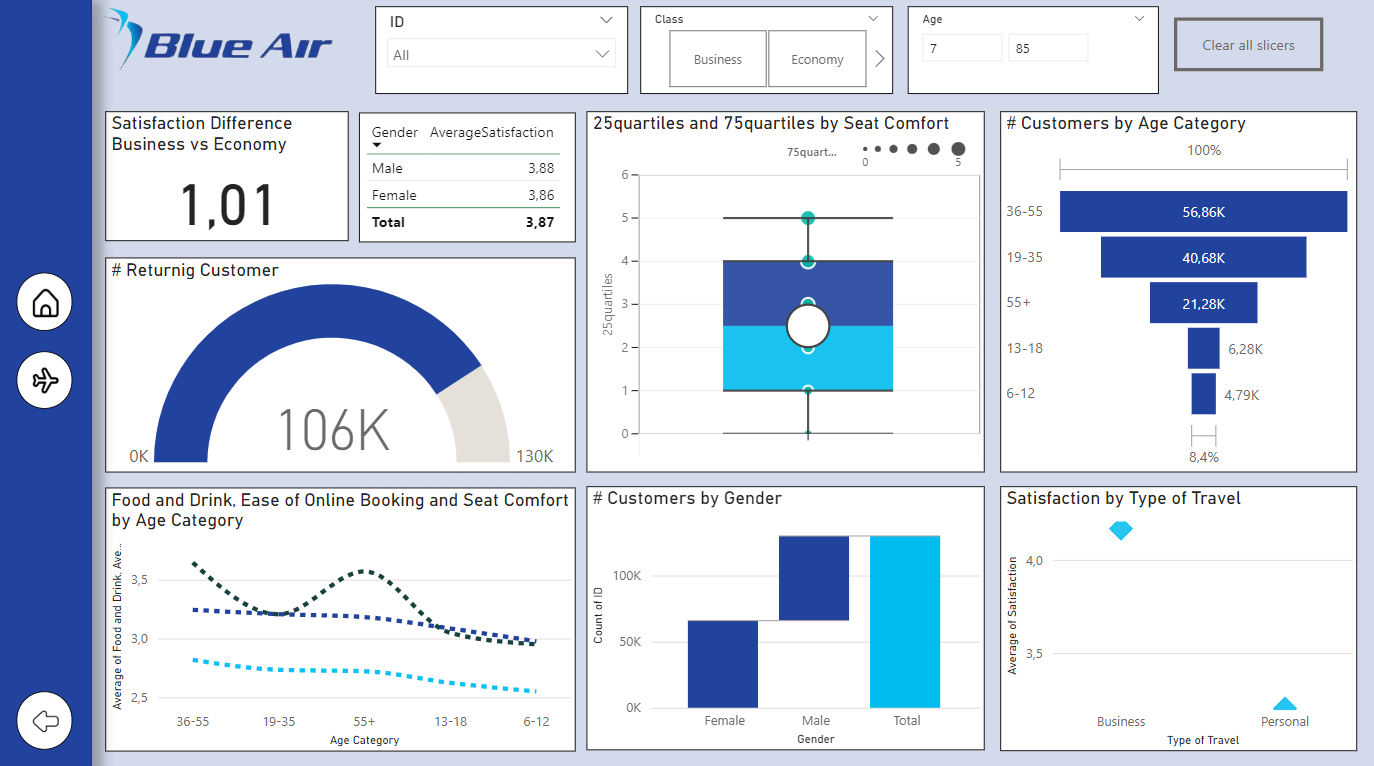 Blue Air
ID
All
Class
Business
Economy
Age
7
85
Clear all slicers
Satisfaction Difference
Business vs Economy
1,01
Gender AverageSatisfaction
Male 3,88
Female 3,86
Total 3,87
25quartiles and 75quartiles by Seat Comfort
75quart...
0
5
6
5
4
3
2
1
0
25quartiles
# Customers by Age Category
100%
36-55 56,86K
19-35 40,68K
55+ 21,28K
13-18 6,28K
6-12 4,79K
8,4%
# Returnig Customer
106K
0K
130K
Food and Drink, Ease of Online Booking and Seat Comfort
by Age Category
Average of Food and Drink, Ave...
3,5
3,0
2,5
36-55 19-35 55+ 13-18 6-12
Age Category
# Customers by Gender
Count of ID
100K
50K
0K
Female Male Total
Gender
Satisfaction by Type of Travel
Average of Satisfaction
4,0
3,5
Business Personal
Type of Travel